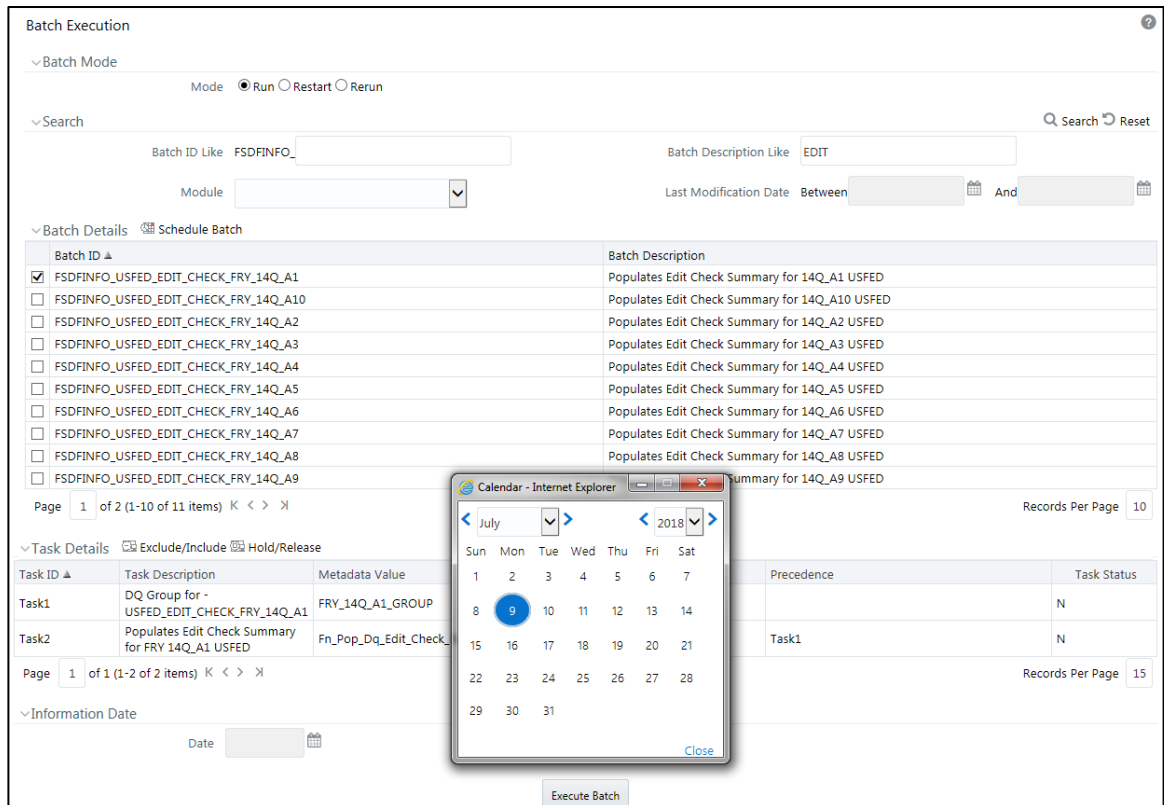 Batch Execution
?
Batch Mode
Mode Run Restart Rerun
Search Search Reset
Batch ID Like FSDFINFO_ Batch Description Like EDIT
Module Last Modification Date Between And
Batch Details Schedule Batch
Batch ID Batch Description
FSDFINFO_USFED_EDIT_CHECK_FRY_14Q_A1 Populates Edit Check Summary for 14Q_A1 USFED
FSDFINFO_USFED_EDIT_CHECK_FRY_14Q_A10 Populates Edit Check Summary for 14Q_A10 USFED
FSDFINFO_USFED_EDIT_CHECK_FRY_14Q_A2 Populates Edit Check Summary for 14Q_A2 USFED
FSDFINFO_USFED_EDIT_CHECK_FRY_14Q_A3 Populates Edit Check Summary for 14Q_A3 USFED
FSDFINFO_USFED_EDIT_CHECK_FRY_14Q_A4 Populates Edit Check Summary for 14Q_A4 USFED
FSDFINFO_USFED_EDIT_CHECK_FRY_14Q_A5 Populates Edit Check Summary for 14Q_A5 USFED
FSDFINFO_USFED_EDIT_CHECK_FRY_14Q_A6 Populates Edit Check Summary for 14Q_A6 USFED
FSDFINFO_USFED_EDIT_CHECK_FRY_14Q_A7 Populates Edit Check Summary for 14Q_A7 USFED
FSDFINFO_USFED_EDIT_CHECK_FRY_14Q_A8 Populates Edit Check Summary for 14Q_A8 USFED
FSDFINFO_USFED_EDIT_CHECK_FRY_14Q_A9 Summary for 14Q_A9 USFED
Page 1 of 2 (1-10 of 11 items) Records Per Page 10
Task Details Exclude/Include Hold/Release
Task ID Task Description Metadata Value Precedence Task Status
Task1 DQ Group for -
USFED_EDIT_CHECK_FRY_14Q_A1 FRY_14Q_A1_GROUP N
Task2 Populates Edit Check Summary
for FRY 14Q_A1 USFED Fn_Pop_Dq_Edit_Check_ Task1 N
Page 1 of 1 (1-2 of 2 items) Records Per Page 15
Information Date
Date
Execute Batch
Calendar - Internet Explorer
July 2018
Sun Mon Tue Wed Thu Fri Sat
1 2 3 4 5 6 7
8 9 10 11 12 13 14
15 16 17 18 19 20 21
22 23 24 25 26 27 28
29 30 31
Close